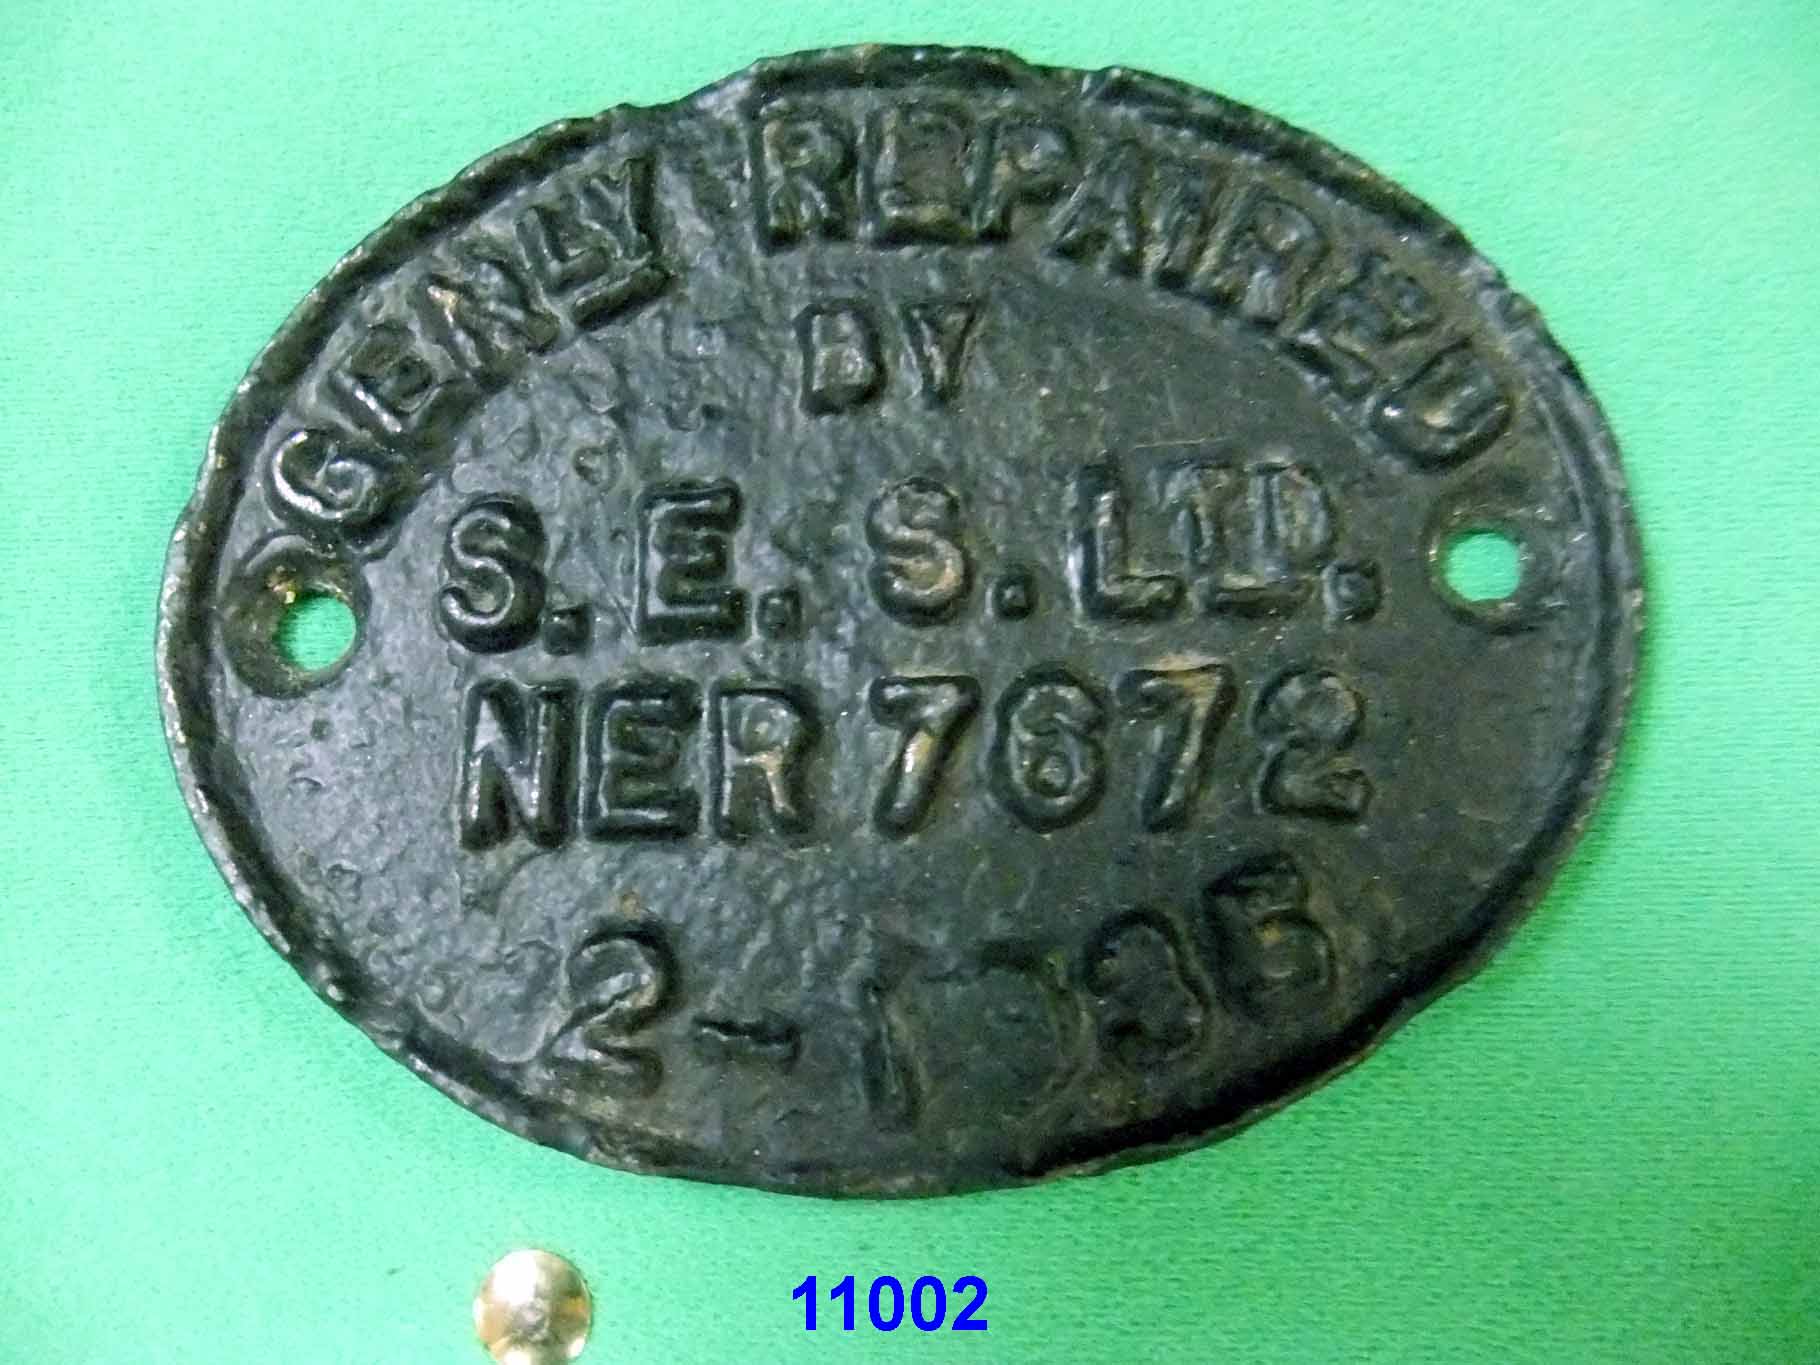 GENLY REPAIRED
BY
S.E.S.LTD.
NER 7672
11002